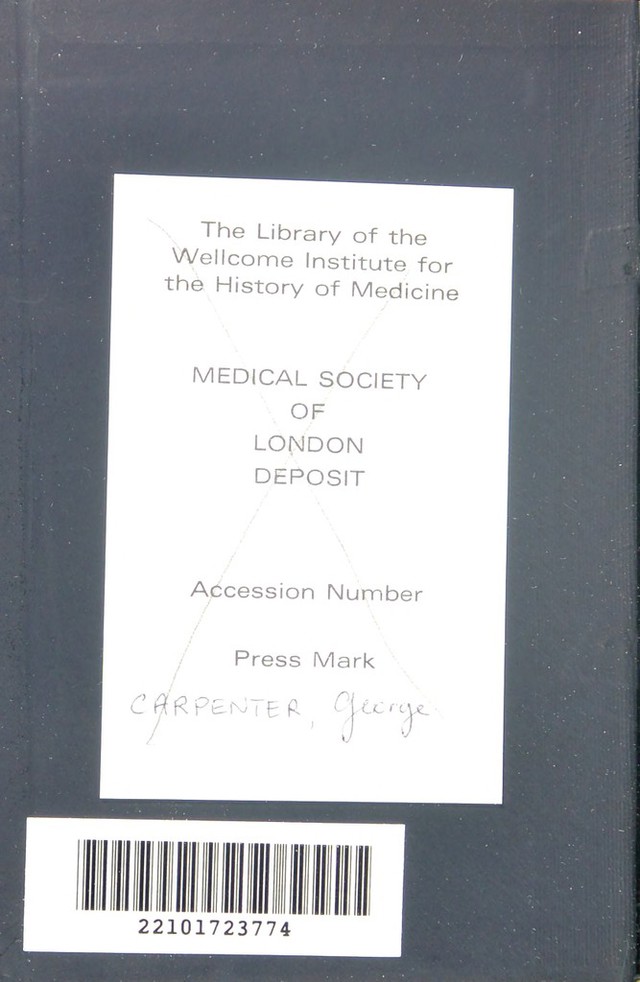 The Library of the
Wellcome Institute for
the History of Medicine
MEDICAL SOCIETY
OF
LONDON
DEPOSIT
Accession Number
Press Mark
CARPENTER, George
22101723774